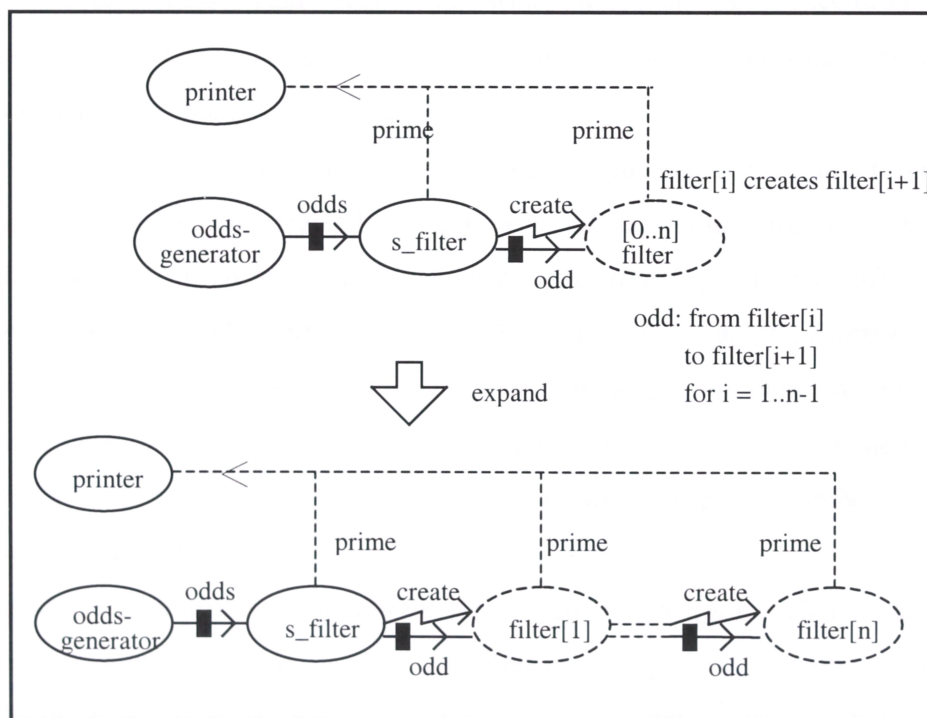 printer
prime
prime
filter[i] creates filter[i+1]
odds
create
odds-
generator
s_filter
[0..n]
filter
odd
odd: from filter[i]
to filter[i+1]
for i = 1..n-1
expand
printer
prime
prime
prime
odds
create
create
odds-
generator
s_filter
filter[1]
filter[n]
odd
odd